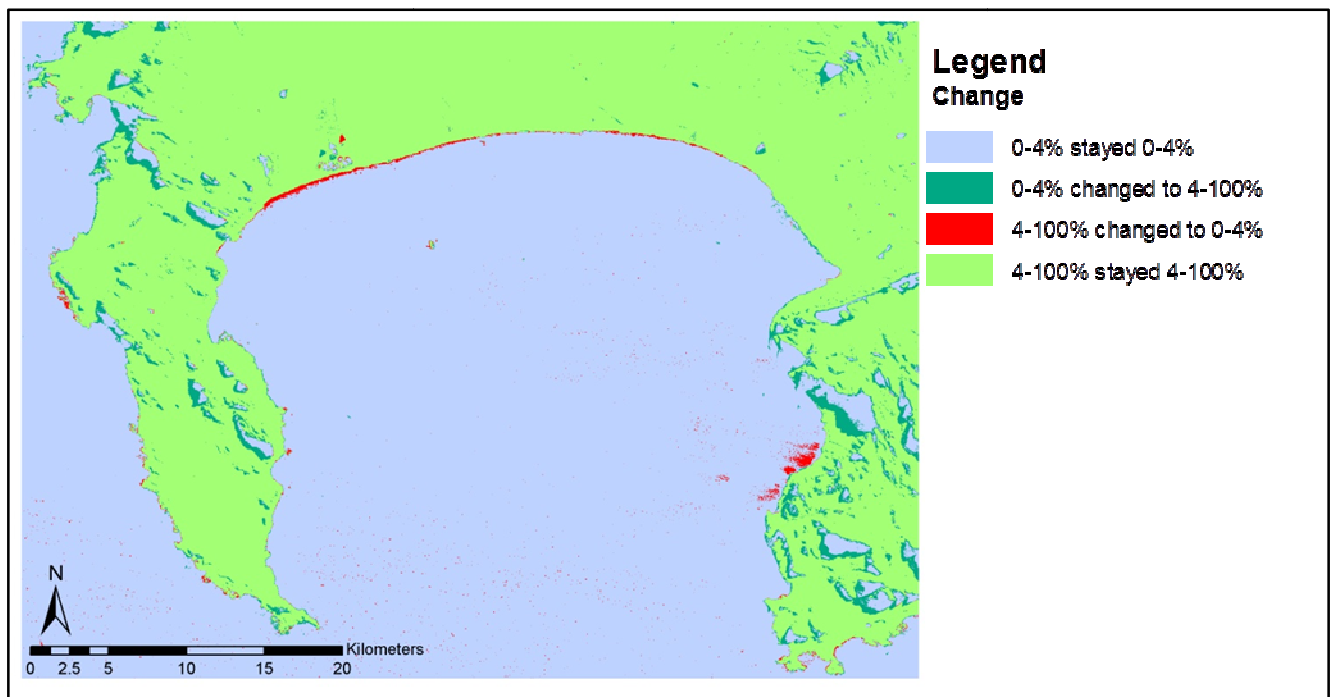 Legend
Change
0-4% stayed 0-4%
0-4% changed to 4-100%
4-100% changed to 0-4%
4-100% stayed 4-100%
N
Kilometers
0 2.5 5 10 15 20